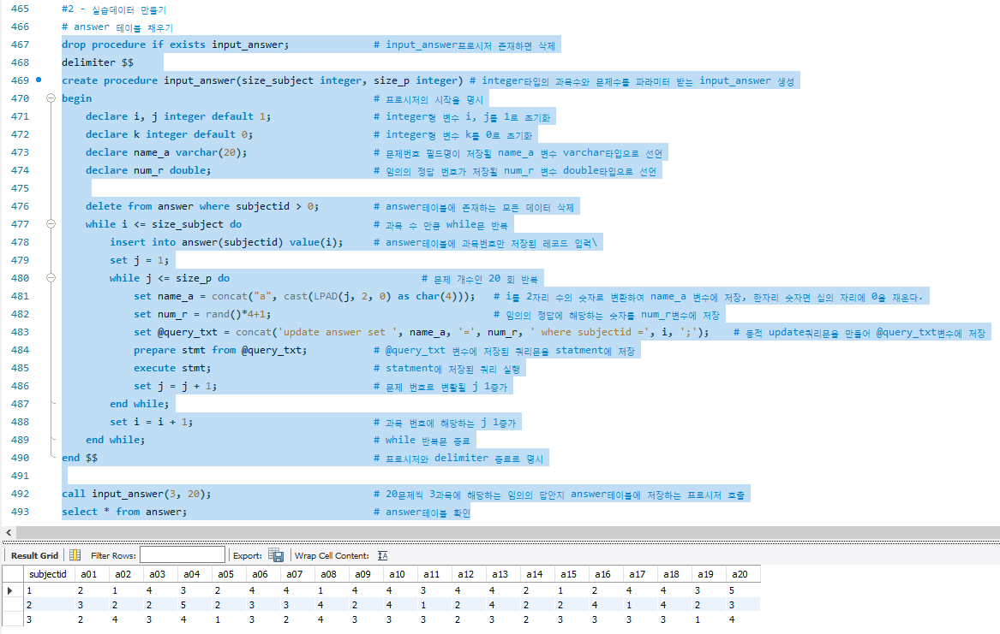 465 #2 - 실습데이터 만들기
466 # answer 테이블 채우기
467 drop procedure if exists input_answer; # input_answer프로시저 존재하면 삭제
468 delimiter $$
469 create procedure input_answer(size_subject integer, size_p integer) # integer타입의 과목수와 문제수를 파라미터 받는 input_answer 생성
470 begin # 프로시저의 시작을 명시
471 declare i, j integer default 1; # integer형 변수 i, j를 1로 초기화
472 declare k integer default 0; # integer형 변수 k를 0로 초기화
473 declare name_a varchar(20); # 문제번호 필드명이 저장될 name_a 변수 varchar타입으로 선언
474 declare num_r double; # 임의의 정답 번호가 저장될 num_r 변수 double타입으로 선언
475
476 delete from answer where subjectid > 0; # answer테이블에 존재하는 모든 데이터 삭제
477 while i <= size_subject do # 과목 수 만큼 while문 반복
478 insert into answer(subjectid) value(i); # answer테이블에 과목번호만 저장된 레코드 입력\
479 set j = 1;
480 while j <= size_p do # 문제 개수인 20 회 반복
481 set name_a = concat("a", cast(LPAD(j, 2, 0) as char(4))); # i를 2자리 수의 숫자로 변환하여 name_a 변수에 저장, 한자리 숫자면 십의 자리에 0을 채운다.
482 set num_r = rand()*4+1; # 임의의 정답에 해당하는 숫자를 num_r변수에 저장
483 set @query_txt = concat('update answer set ', name_a, '=', num_r, ' where subjectid =', i, ';'); # 동적 update쿼리문을 만들어 @query_txt변수에 저장
484 prepare stmt from @query_txt; # @query_txt 변수에 저장된 쿼리문을 statment에 저장
485 execute stmt; # statment에 저장된 쿼리 실행
486 set j = j + 1; # 문제 번호로 변활될 j 1증가
487 end while;
488 set i = i + 1; # 과목 번호에 해당하는 j 1증가
489 end while; # while 반복문 종료
490 end $$ # 프로시저와 delimiter 종료르 명시
491
492 call input_answer(3, 20); # 20문제씩 3과목에 해당하는 임의의 답안지 answer테이블에 저장하는 프로시저 호출
493 select * from answer; # answer테이블 확인
Result Grid Filter Rows: Export: Wrap Cell Content: IA
subjectid a01 a02 a03 a04 a05 a06 a07 a08 a09 a10 a11 a12 a13 a14 a15 a16 a17 a18 a19 a20
1 2 1 4 3 2 4 4 1 4 4 3 4 4 2 1 2 4 4 3 5
2 3 2 2 5 2 3 3 4 2 4 1 2 4 2 2 4 1 4 2 3
3 2 4 3 4 1 3 2 4 3 3 3 2 3 2 3 3 3 3 1 4